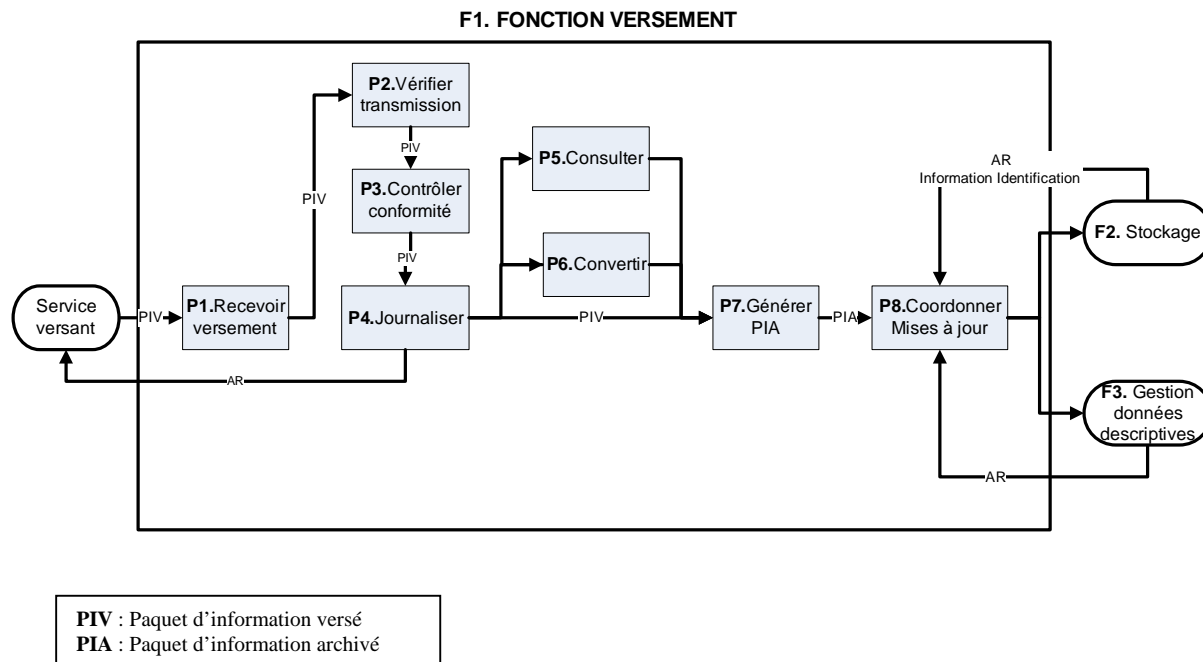 F1. FONCTION VERSEMENT
P2.Vérifier
transmission
PIV
P3.Contrôler
conformité
PIV
PIV
P5.Consulter
P6.Convertir
AR
Information Identification
F2. Stockage
Service
versant
PIV
P1.Recevoir
versement
P4.Journaliser
PIV
P7.Générer
PIA
PIA
P8.Coordonner
Mises à jour
AR
F3. Gestion
données
descriptives
AR
PIV : Paquet d'information versé
PIA : Paquet d'information archivé